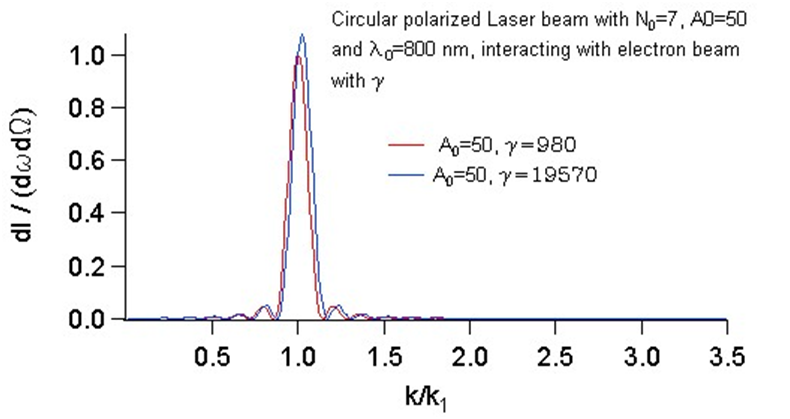 Circular polarized Laser beam with N₀=7, A0=50
and λ₀=800 nm, interacting with electron beam
with γ
A₀=50, γ=980
A₀=50, γ=19570
dI / (dωdΩ)
1.0
0.8
0.6
0.4
0.2
0.0
0.5 1.0 1.5 2.0 2.5 3.0 3.5
k/k₁